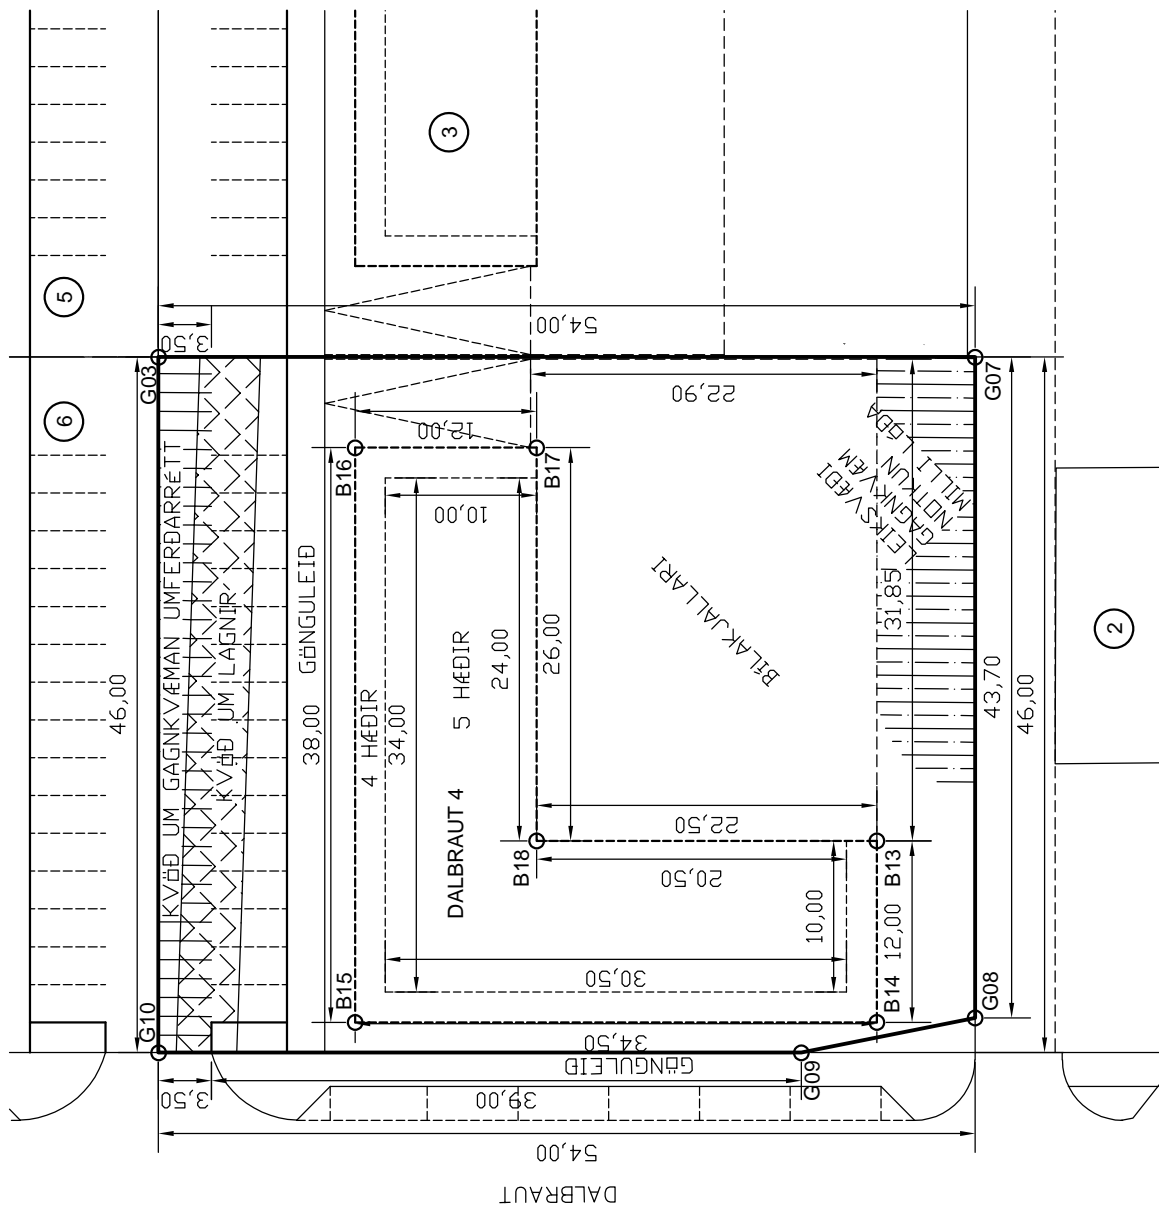 5
6
3
2
3,50
54,00
G03
G07
46,00
KVÖÐ UM GAGNKVÆMAN UMFERÐARRÉTT
KVÖÐ UM LAGNIR
GÖNGULEIÐ
38,00
B16
B17
12,00
10,00
22,90
4 HÆÐIR
34,00
5 HÆÐIR
24,00
26,00
DALBRAUT 4
BÍLAKJALLARI
LEIKSVÆÐI
GAGNKVÆM
NOTKUN
MILLI LÓÐA
31,85
43,70
46,00
22,50
20,50
B18
B13
10,00
12,00
30,50
B15
B14
34,50
G10
G08
G09
GÖNGULEIÐ
3,50
39,00
54,00
DALBRAUT